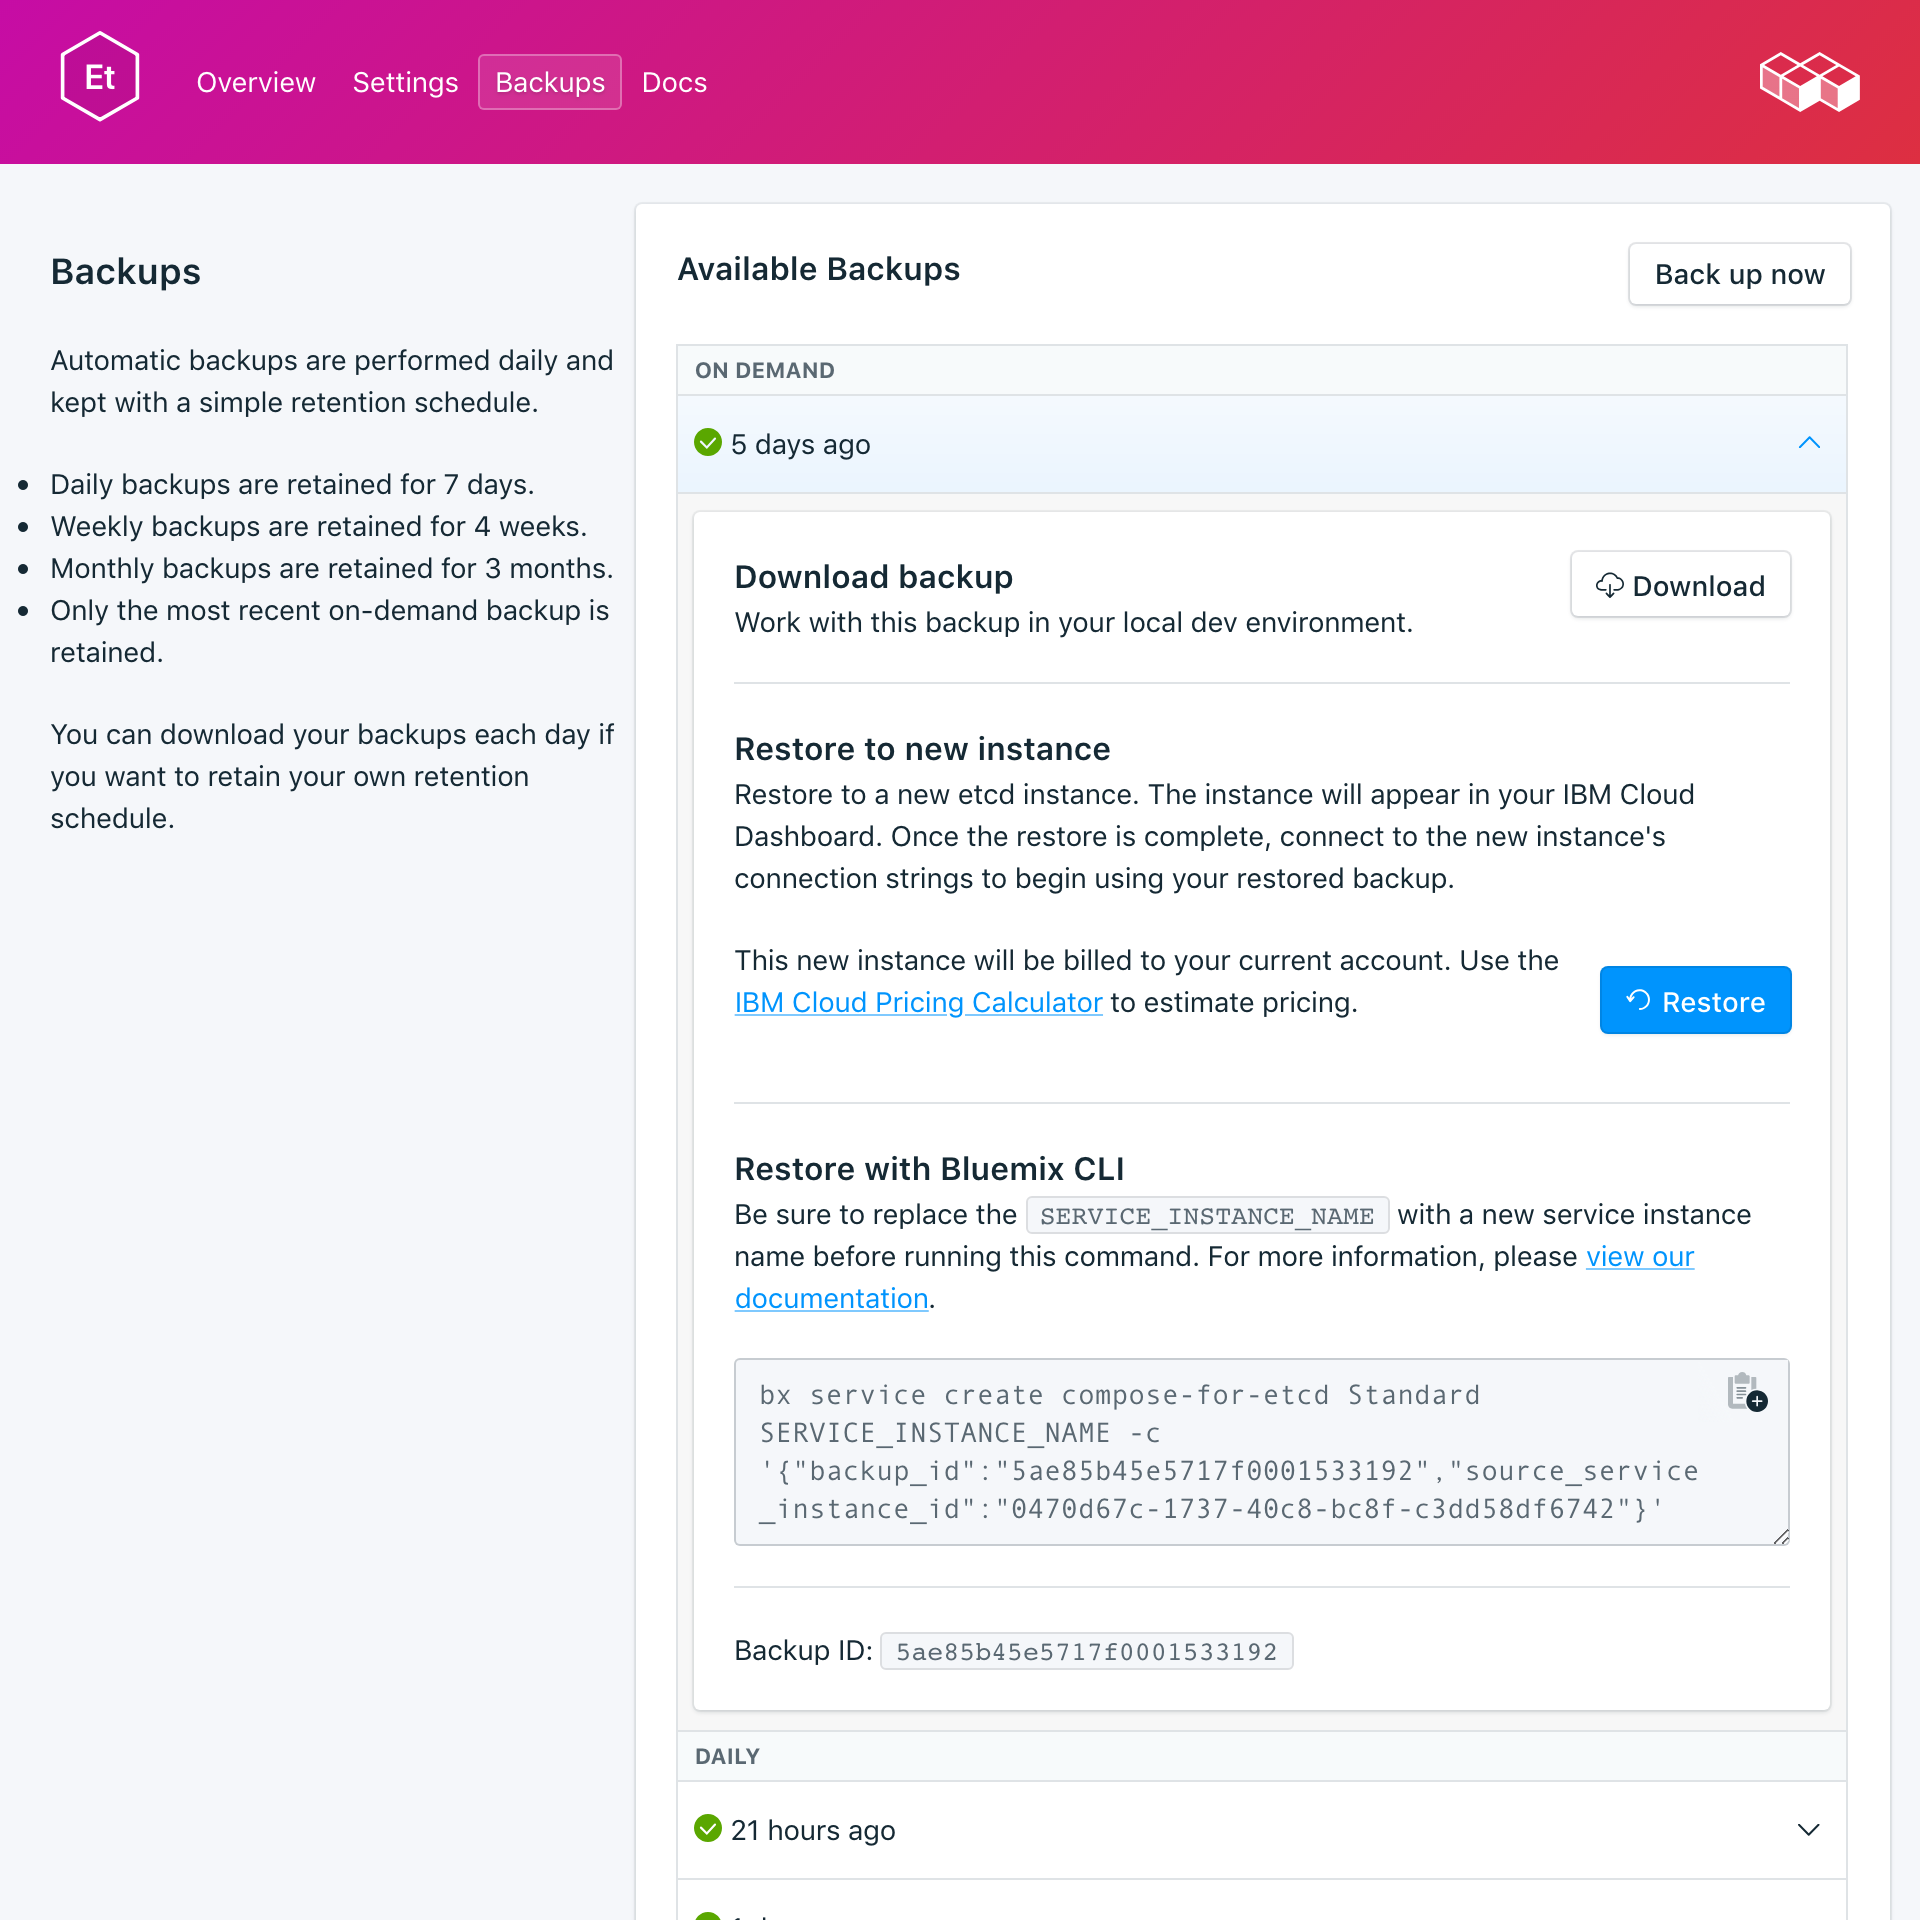 Et
Overview Settings Backups Docs
Backups
Automatic backups are performed daily and
kept with a simple retention schedule.
Daily backups are retained for 7 days.
Weekly backups are retained for 4 weeks.
Monthly backups are retained for 3 months.
Only the most recent on-demand backup is
retained.
You can download your backups each day if
you want to retain your own retention
schedule.
Available Backups
Back up now
ON DEMAND
5 days ago
Download backup
Download
Work with this backup in your local dev environment.
Restore to new instance
Restore to a new etcd instance. The instance will appear in your IBM Cloud
Dashboard. Once the restore is complete, connect to the new instance's
connection strings to begin using your restored backup.
This new instance will be billed to your current account. Use the
IBM Cloud Pricing Calculator to estimate pricing.
Restore
Restore with Bluemix CLI
Be sure to replace the SERVICE_INSTANCE_NAME with a new service instance
name before running this command. For more information, please view our
documentation.
bx service create compose-for-etcd Standard
SERVICE_INSTANCE_NAME -c
'{"backup_id":"5ae85b45e5717f0001533192","source_service
_instance_id":"0470d67c-1737-40c8-bc8f-c3dd58df6742"}'
Backup ID: 5ae85b45e5717f0001533192
DAILY
21 hours ago